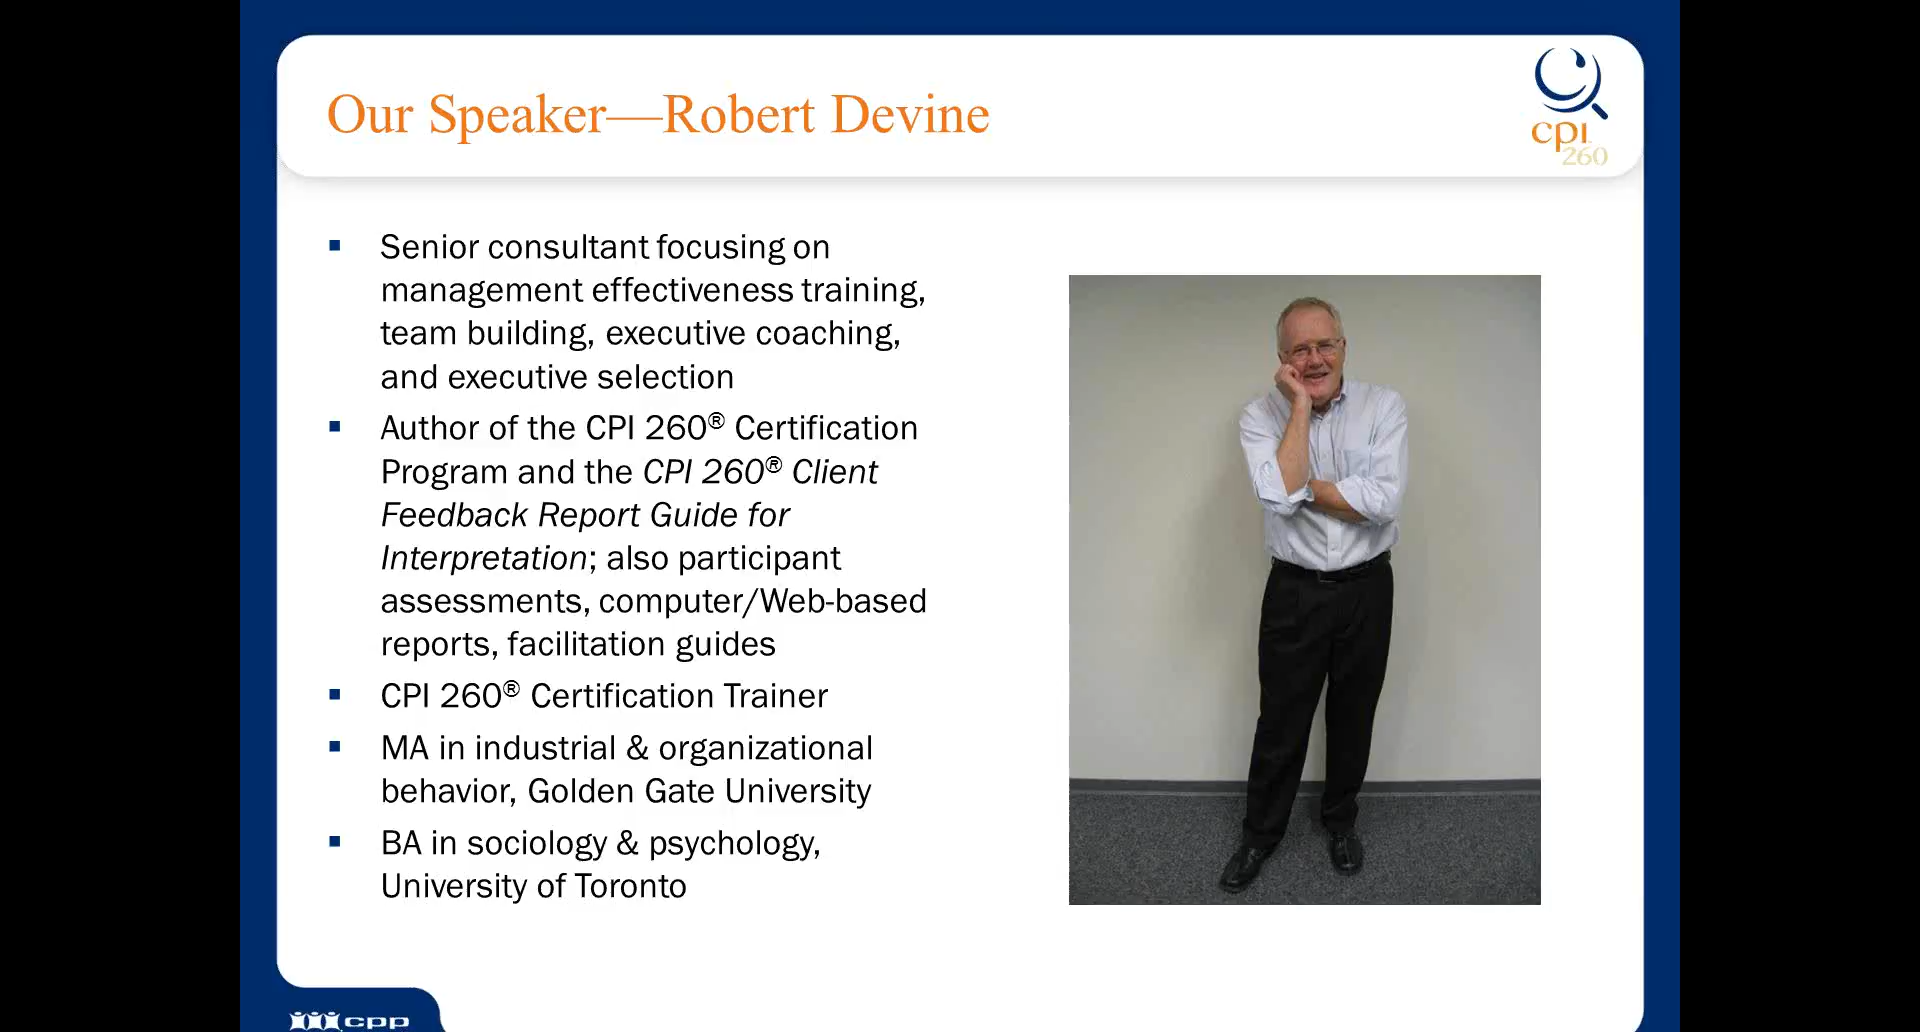 Our Speaker—Robert Devine
cpi
260
▪ Senior consultant focusing on
management effectiveness training,
team building, executive coaching,
and executive selection
▪ Author of the CPI 260® Certification
Program and the CPI 260® Client
Feedback Report Guide for
Interpretation; also participant
assessments, computer/Web-based
reports, facilitation guides
▪ CPI 260® Certification Trainer
▪ MA in industrial & organizational
behavior, Golden Gate University
▪ BA in sociology & psychology,
University of Toronto
cpp